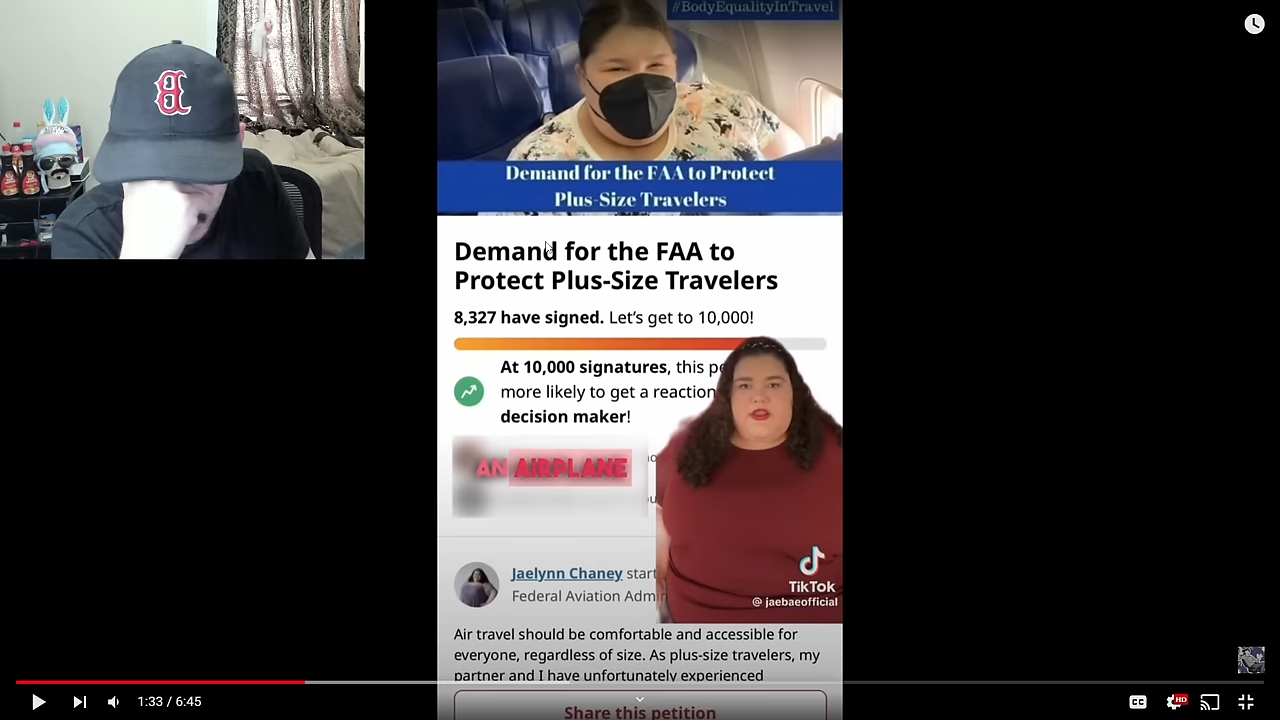 #BodyEqualityInTravel
Demand for the FAA to Protect
Plus-Size Travelers
Demand for the FAA to
Protect Plus-Size Travelers
8,327 have signed. Let's get to 10,000!
At 10,000 signatures, this
more likely to get a reaction
decision maker!
AN AIRPLANE
Jaelynn Chaney
Federal Aviation
TikTok
@ jaebaeofficial
Air travel should be comfortable and accessible for
everyone, regardless of size. As plus-size travelers, my
partner and I have unfortunately experienced
Share this petition
1:33 / 6:45
CC
HD
B